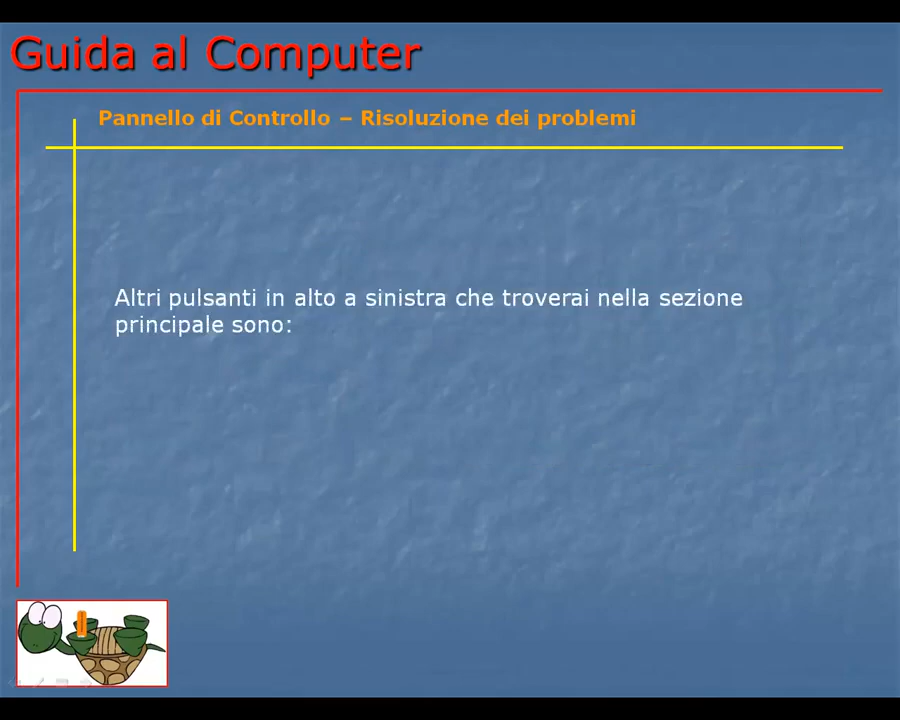 Guida al Computer
Pannello di Controllo – Risoluzione dei problemi
Altri pulsanti in alto a sinistra che troverai nella sezione
principale sono: